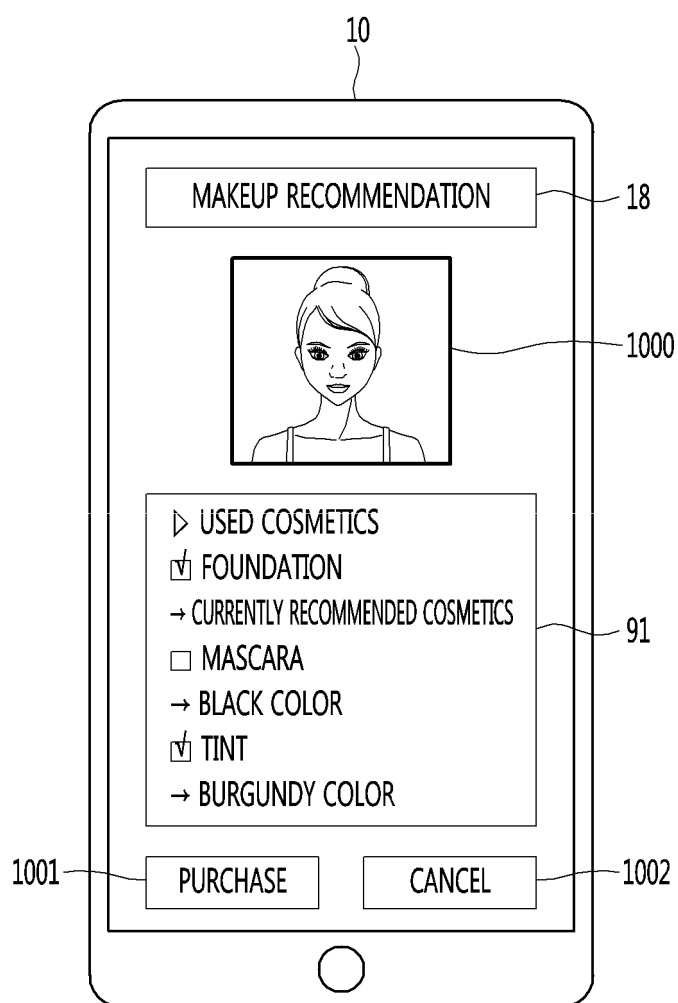 10
MAKEUP RECOMMENDATION
18
1000
▷ USED COSMETICS
☑ FOUNDATION
→ CURRENTLY RECOMMENDED COSMETICS
91
☐ MASCARA
→ BLACK COLOR
☑ TINT
→ BURGUNDY COLOR
1001 PURCHASE CANCEL 1002